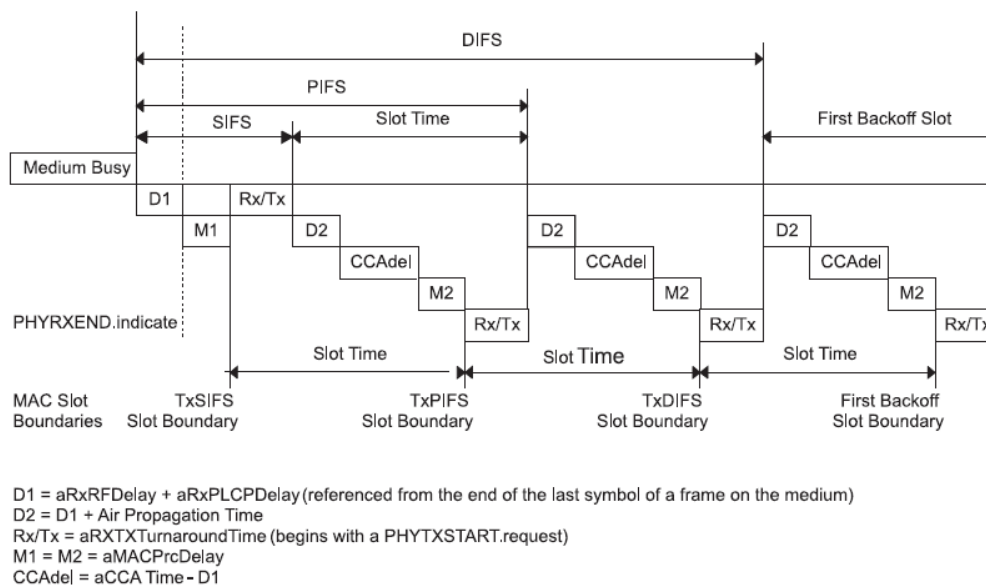 DIFS
PIFS
SIFS Slot Time First Backoff Slot
Medium Busy
D1 Rx/Tx
M1 D2 D2 D2
CCAdel CCAdel CCAdel
M2 M2 M2
PHYRXEND.indicate Rx/Tx Rx/Tx Rx/Tx
Slot Time Slot Time Slot Time
MAC Slot TxSIFS TxPIFS TxDIFS First Backoff
Boundaries Slot Boundary Slot Boundary Slot Boundary Slot Boundary
D1 = aRxRFDelay + aRxPLCPDelay (referenced from the end of the last symbol of a frame on the medium)
D2 = D1 + Air Propagation Time
Rx/Tx = aRXTXTurnaroundTime (begins with a PHYTXSTART.request)
M1 = M2 = aMACPrcDelay
CCAdel = aCCA Time - D1